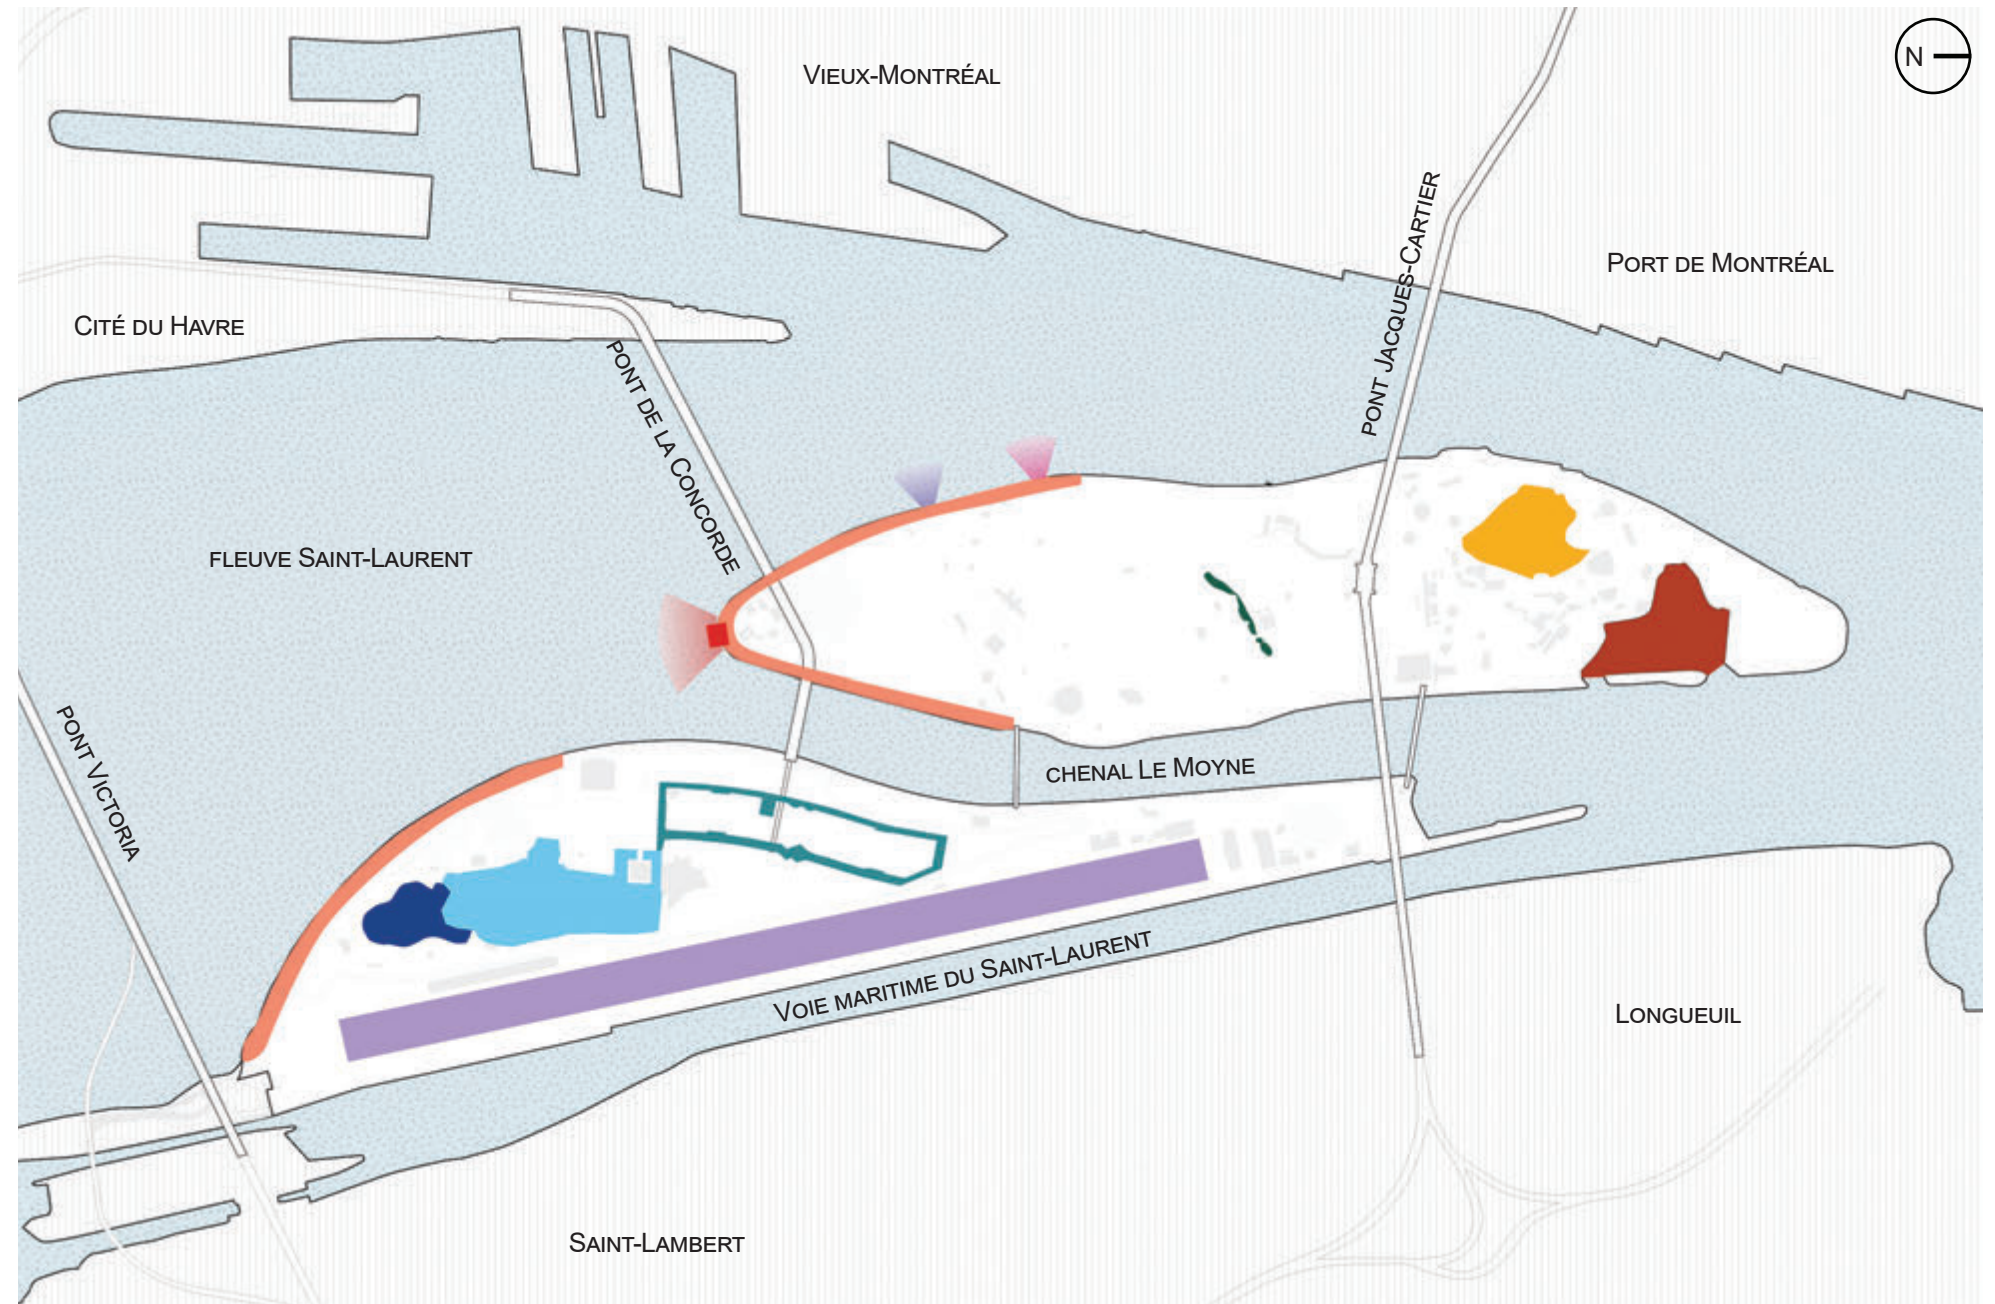 VIEUX-MONTRÉAL
N
PORT DE MONTRÉAL
PONT JACQUES-CARTIER
CITÉ DU HAVRE
PONT DE LA CONCORDE
FLEUVE SAINT-LAURENT
PONT VICTORIA
CHENAL LE MOYNE
VOIE MARITIME DU SAINT-LAURENT
LONGUEUIL
SAINT-LAMBERT